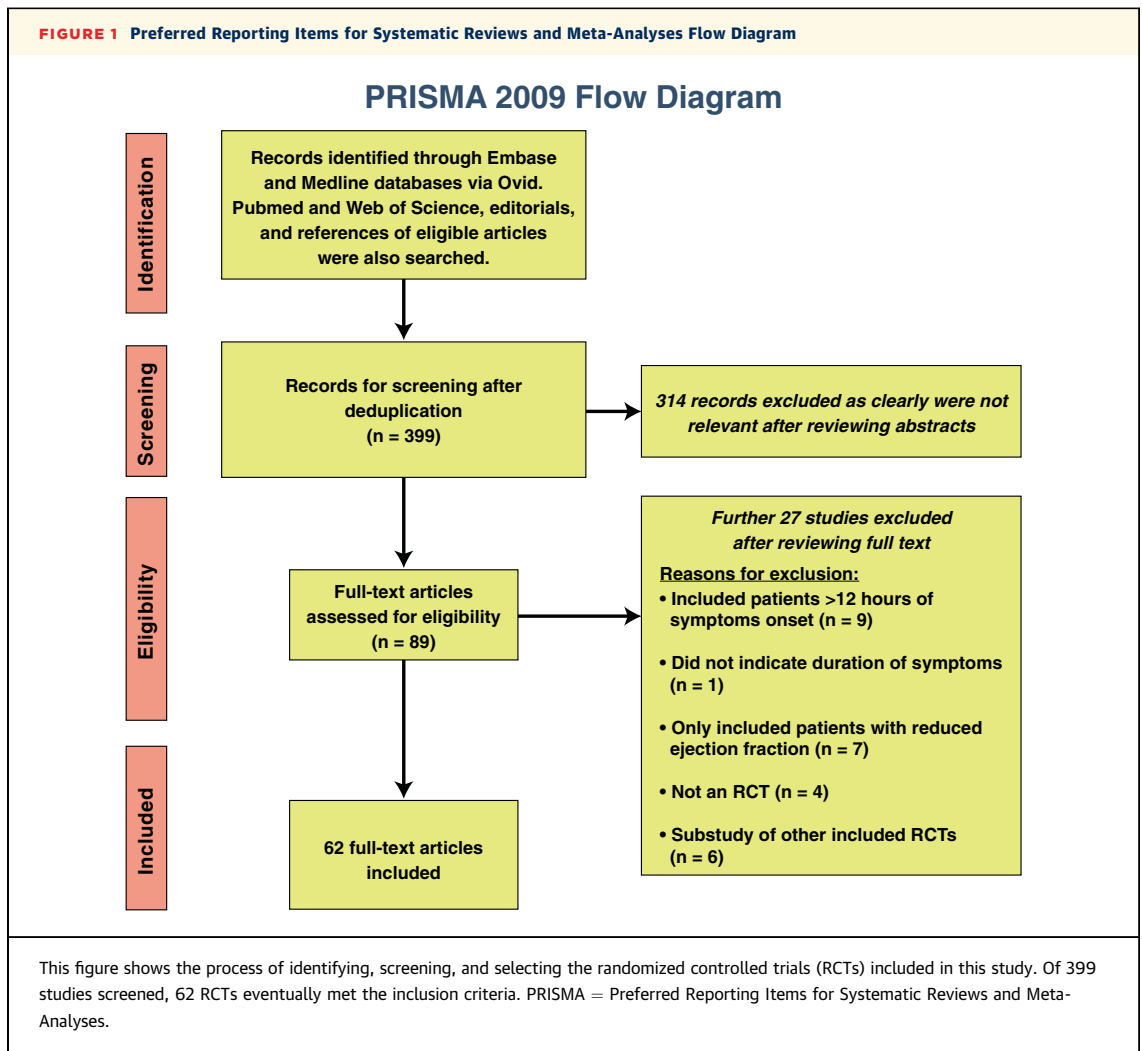 FIGURE 1 Preferred Reporting Items for Systematic Reviews and Meta-Analyses Flow Diagram
PRISMA 2009 Flow Diagram
Identification
Records identified through Embase
and Medline databases via Ovid.
Pubmed and Web of Science, editorials,
and references of eligible articles
were also searched.
Screening
Records for screening after
deduplication
(n = 399)
314 records excluded as clearly were not
relevant after reviewing abstracts
Eligibility
Full-text articles
assessed for eligibility
(n = 89)
Further 27 studies excluded
after reviewing full text
Reasons for exclusion:
• Included patients >12 hours of
symptoms onset (n = 9)
• Did not indicate duration of symptoms
(n = 1)
• Only included patients with reduced
ejection fraction (n = 7)
• Not an RCT (n = 4)
• Substudy of other included RCTs
(n = 6)
Included
62 full-text articles
included
This figure shows the process of identifying, screening, and selecting the randomized controlled trials (RCTs) included in this study. Of 399
studies screened, 62 RCTs eventually met the inclusion criteria. PRISMA = Preferred Reporting Items for Systematic Reviews and Meta-
Analyses.